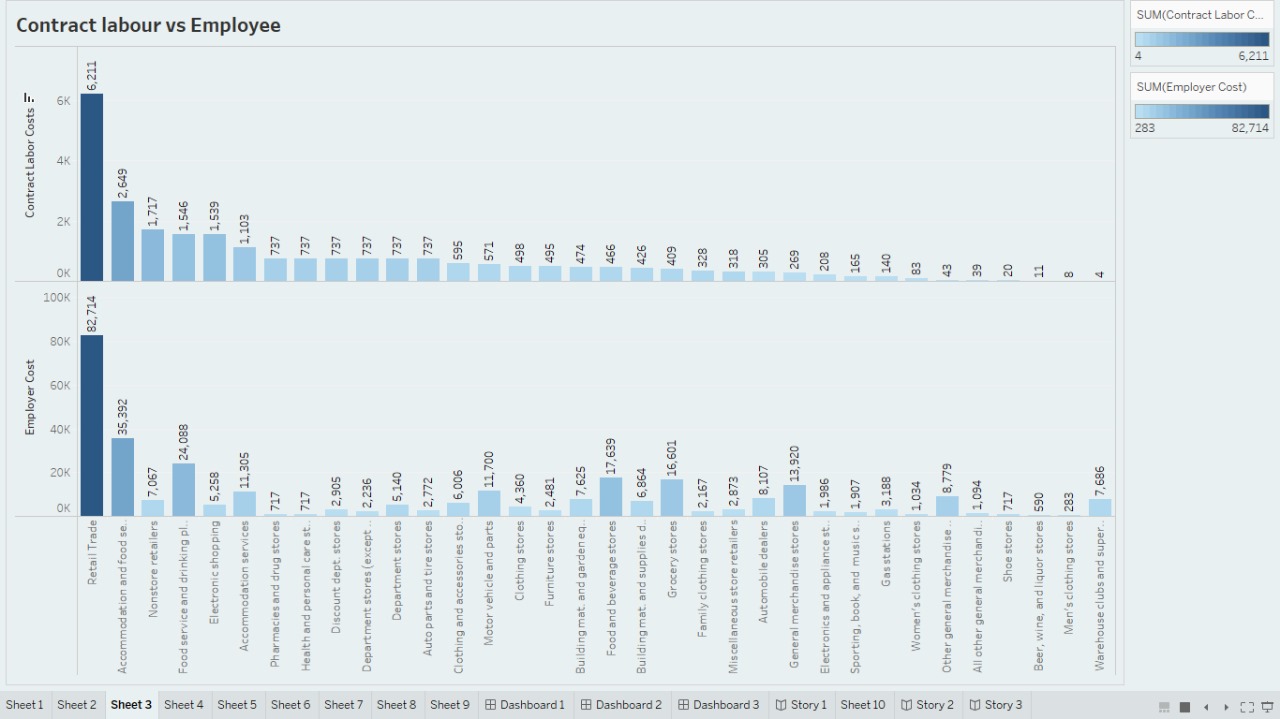 Contract labour vs Employee
SUM(Contract Labor C...
4 6,211
SUM(Employer Cost)
283 82,714
Contract Labor Costs
6K
4K
2K
0K
6,211
2,649
1,717
1,546
1,539
1,103
737
737
737
737
737
737
595
571
498
495
474
466
426
409
328
318
305
269
208
165
140
83
43
39
20
11
8
4
Employer Cost
100K
80K
60K
40K
20K
0K
82,714
35,392
7,067
24,088
5,258
11,305
717
717
2,905
2,236
5,140
2,772
6,006
11,700
4,360
2,481
7,625
17,639
6,864
16,601
2,167
2,873
8,107
13,920
1,986
1,907
3,188
1,034
8,779
1,094
717
590
283
7,686
Retail Trade
Accommodation and food se..
Nonstore retailers
Food service and drinking pl..
Electronic shopping
Accommodation services
Pharmacies and drug stores
Health and personal care st..
Discount dept. stores
Department stores (except ..
Department stores
Auto parts and tire stores
Clothing and accessories sto..
Motor vehicle and parts
Clothing stores
Furniture stores
Building mat. and garden eq..
Food and beverage stores
Building mat. and supplies d..
Grocery stores
Family clothing stores
Miscellaneous store retailers
Automobile dealers
General merchandise stores
Electronics and appliance st..
Sporting, book, and music s..
Gas stations
Women's clothing stores
Other general merchandise ..
All other general merchandi..
Shoe stores
Beer, wine, and liquor stores
Men's clothing stores
Warehouse clubs and super..
Sheet 1 Sheet 2 Sheet 3 Sheet 4 Sheet 5 Sheet 6 Sheet 7 Sheet 8 Sheet 9 Dashboard 1 Dashboard 2 Dashboard 3 Story 1 Sheet 10 Story 2 Story 3